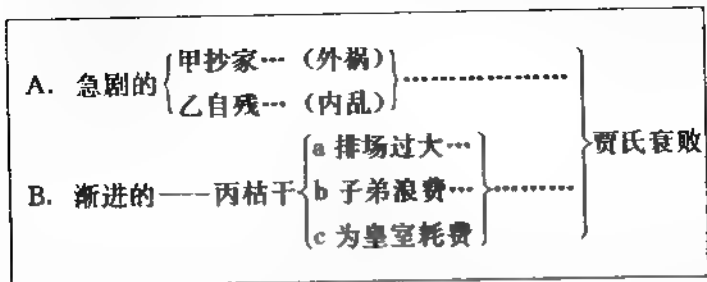 甲抄家…（外祸）
A. 急剧的 ……………
乙自残…（内乱）
a 排场过大…
贾氏衰败
B. 渐进的——丙枯干 b 子弟浪费… ………
c 为皇室耗费